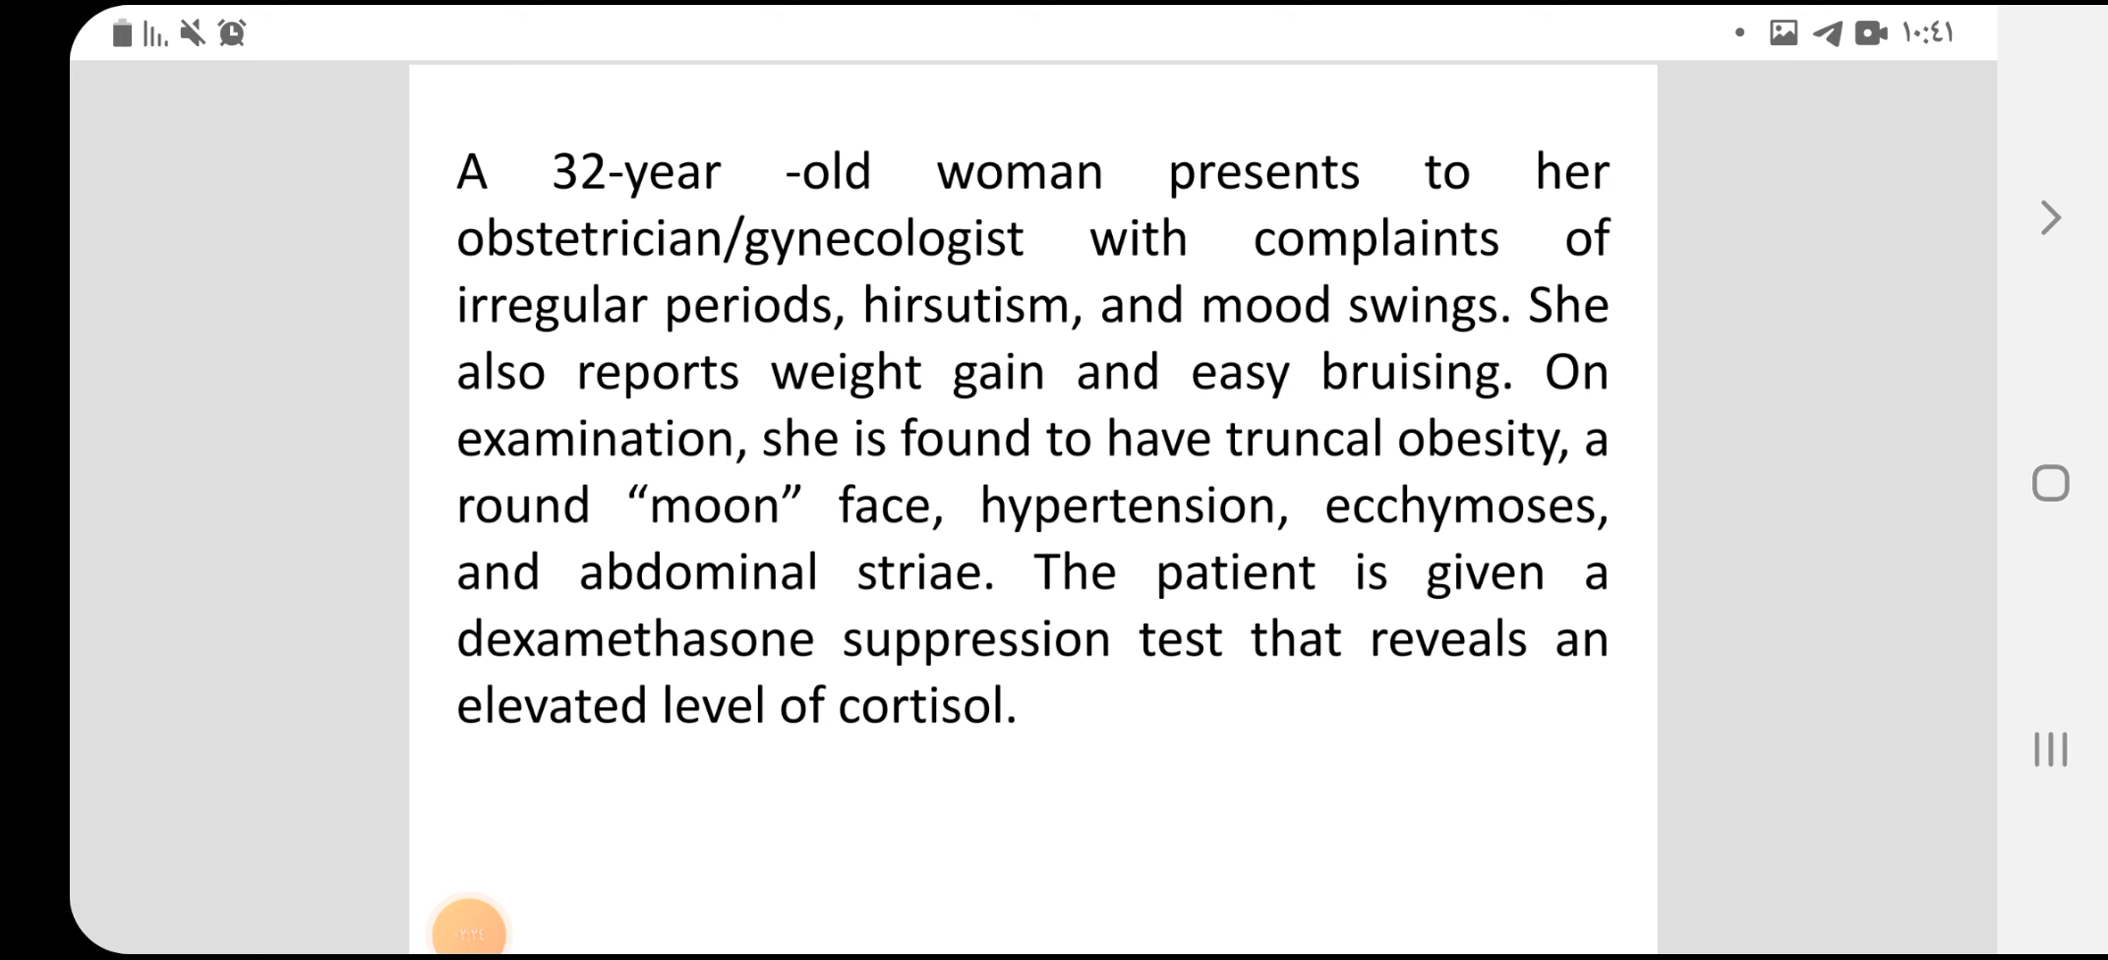 ١٠:٤١
A 32-year -old woman presents to her
obstetrician/gynecologist with complaints of
irregular periods, hirsutism, and mood swings. She
also reports weight gain and easy bruising. On
examination, she is found to have truncal obesity, a
round “moon” face, hypertension, ecchymoses,
and abdominal striae. The patient is given a
dexamethasone suppression test that reveals an
elevated level of cortisol.